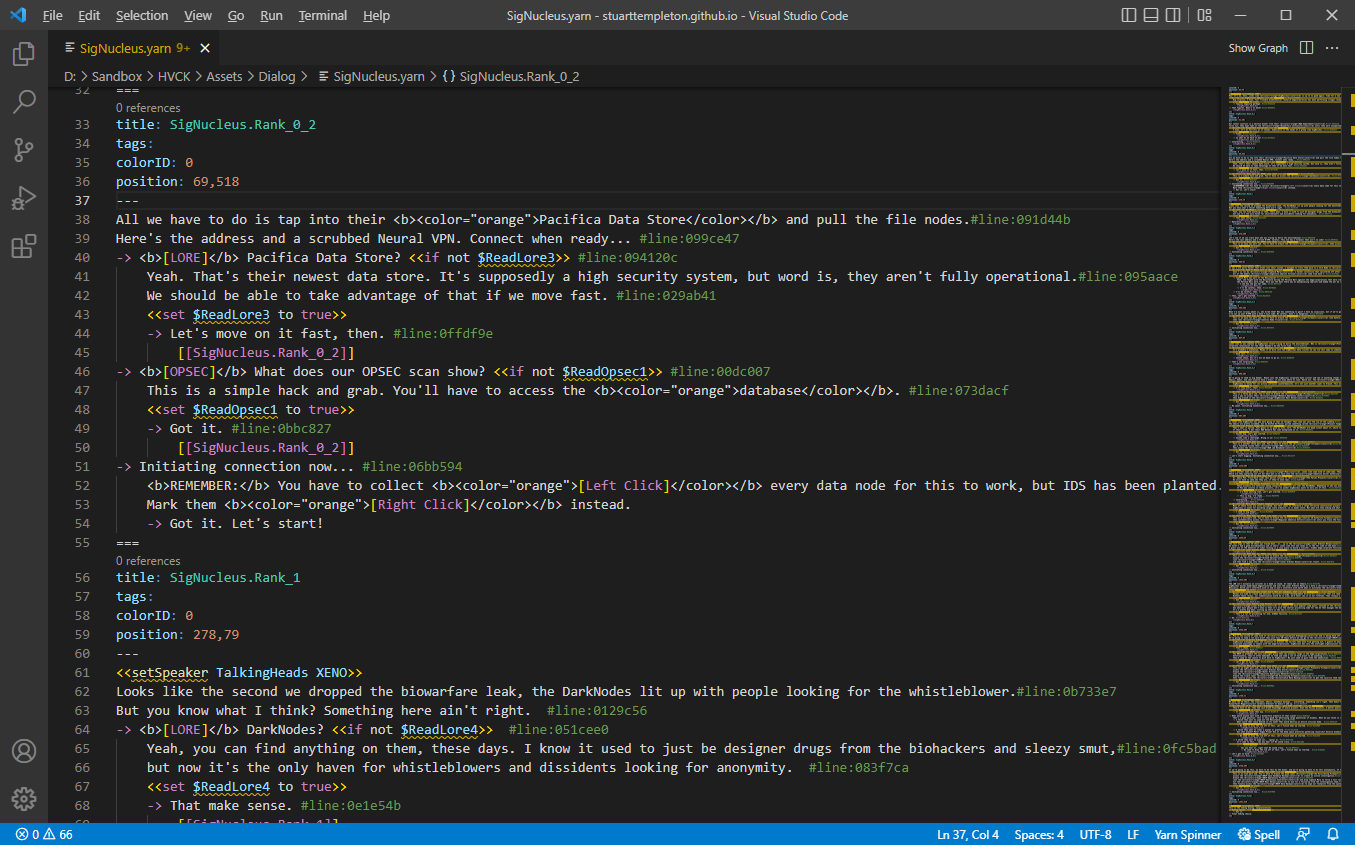 File Edit Selection View Go Run Terminal Help SigNucleus.yarn - stuarttempleton.github.io - Visual Studio Code
SigNucleus.yarn 9+ Show Graph
D: > Sandbox > HVCK > Assets > Dialog > SigNucleus.yarn > {} SigNucleus.Rank_0_2
32 ===
0 references
33 title: SigNucleus.Rank_0_2
34 tags:
35 colorID: 0
36 position: 69,518
37 ---
38 All we have to do is tap into their <b><color="orange">Pacifica Data Store</color></b> and pull the file nodes.#line:091d44b
39 Here's the address and a scrubbed Neural VPN. Connect when ready... #line:099ce47
40 -> <b>[LORE]</b> Pacifica Data Store? <<if not $ReadLore3>> #line:094120c
41 Yeah. That's their newest data store. It's supposedly a high security system, but word is, they aren't fully operational.#line:095aace
42 We should be able to take advantage of that if we move fast. #line:029ab41
43 <<set $ReadLore3 to true>>
44 -> Let's move on it fast, then. #line:0ffdf9e
45 [[SigNucleus.Rank_0_2]]
46 -> <b>[OPSEC]</b> What does our OPSEC scan show? <<if not $ReadOpsec1>> #line:00dc007
47 This is a simple hack and grab. You'll have to access the <b><color="orange">database</color></b>. #line:073dacf
48 <<set $ReadOpsec1 to true>>
49 -> Got it. #line:0bbc827
50 [[SigNucleus.Rank_0_2]]
51 -> Initiating connection now... #line:06bb594
52 <b>REMEMBER:</b> You have to collect <b><color="orange">[Left Click]</color></b> every data node for this to work, but IDS has been planted.
53 Mark them <b><color="orange">[Right Click]</color></b> instead.
54 -> Got it. Let's start!
55 ===
0 references
56 title: SigNucleus.Rank_1
57 tags:
58 colorID: 0
59 position: 278,79
60 ---
61 <<setSpeaker TalkingHeads XENO>>
62 Looks like the second we dropped the biowarfare leak, the DarkNodes lit up with people looking for the whistleblower.#line:0b733e7
63 But you know what I think? Something here ain't right. #line:0129c56
64 -> <b>[LORE]</b> DarkNodes? <<if not $ReadLore4>> #line:051cee0
65 Yeah, you can find anything on them, these days. I know it used to just be designer drugs from the biohackers and sleezy smut,#line:0fc5bad
66 but now it's the only haven for whistleblowers and dissidents looking for anonymity. #line:083f7ca
67 <<set $ReadLore4 to true>>
68 -> That make sense. #line:0e1e54b
69 [[SigNucleus.Rank_1]]
0 66 Ln 37, Col 4 Spaces: 4 UTF-8 LF Yarn Spinner Spell